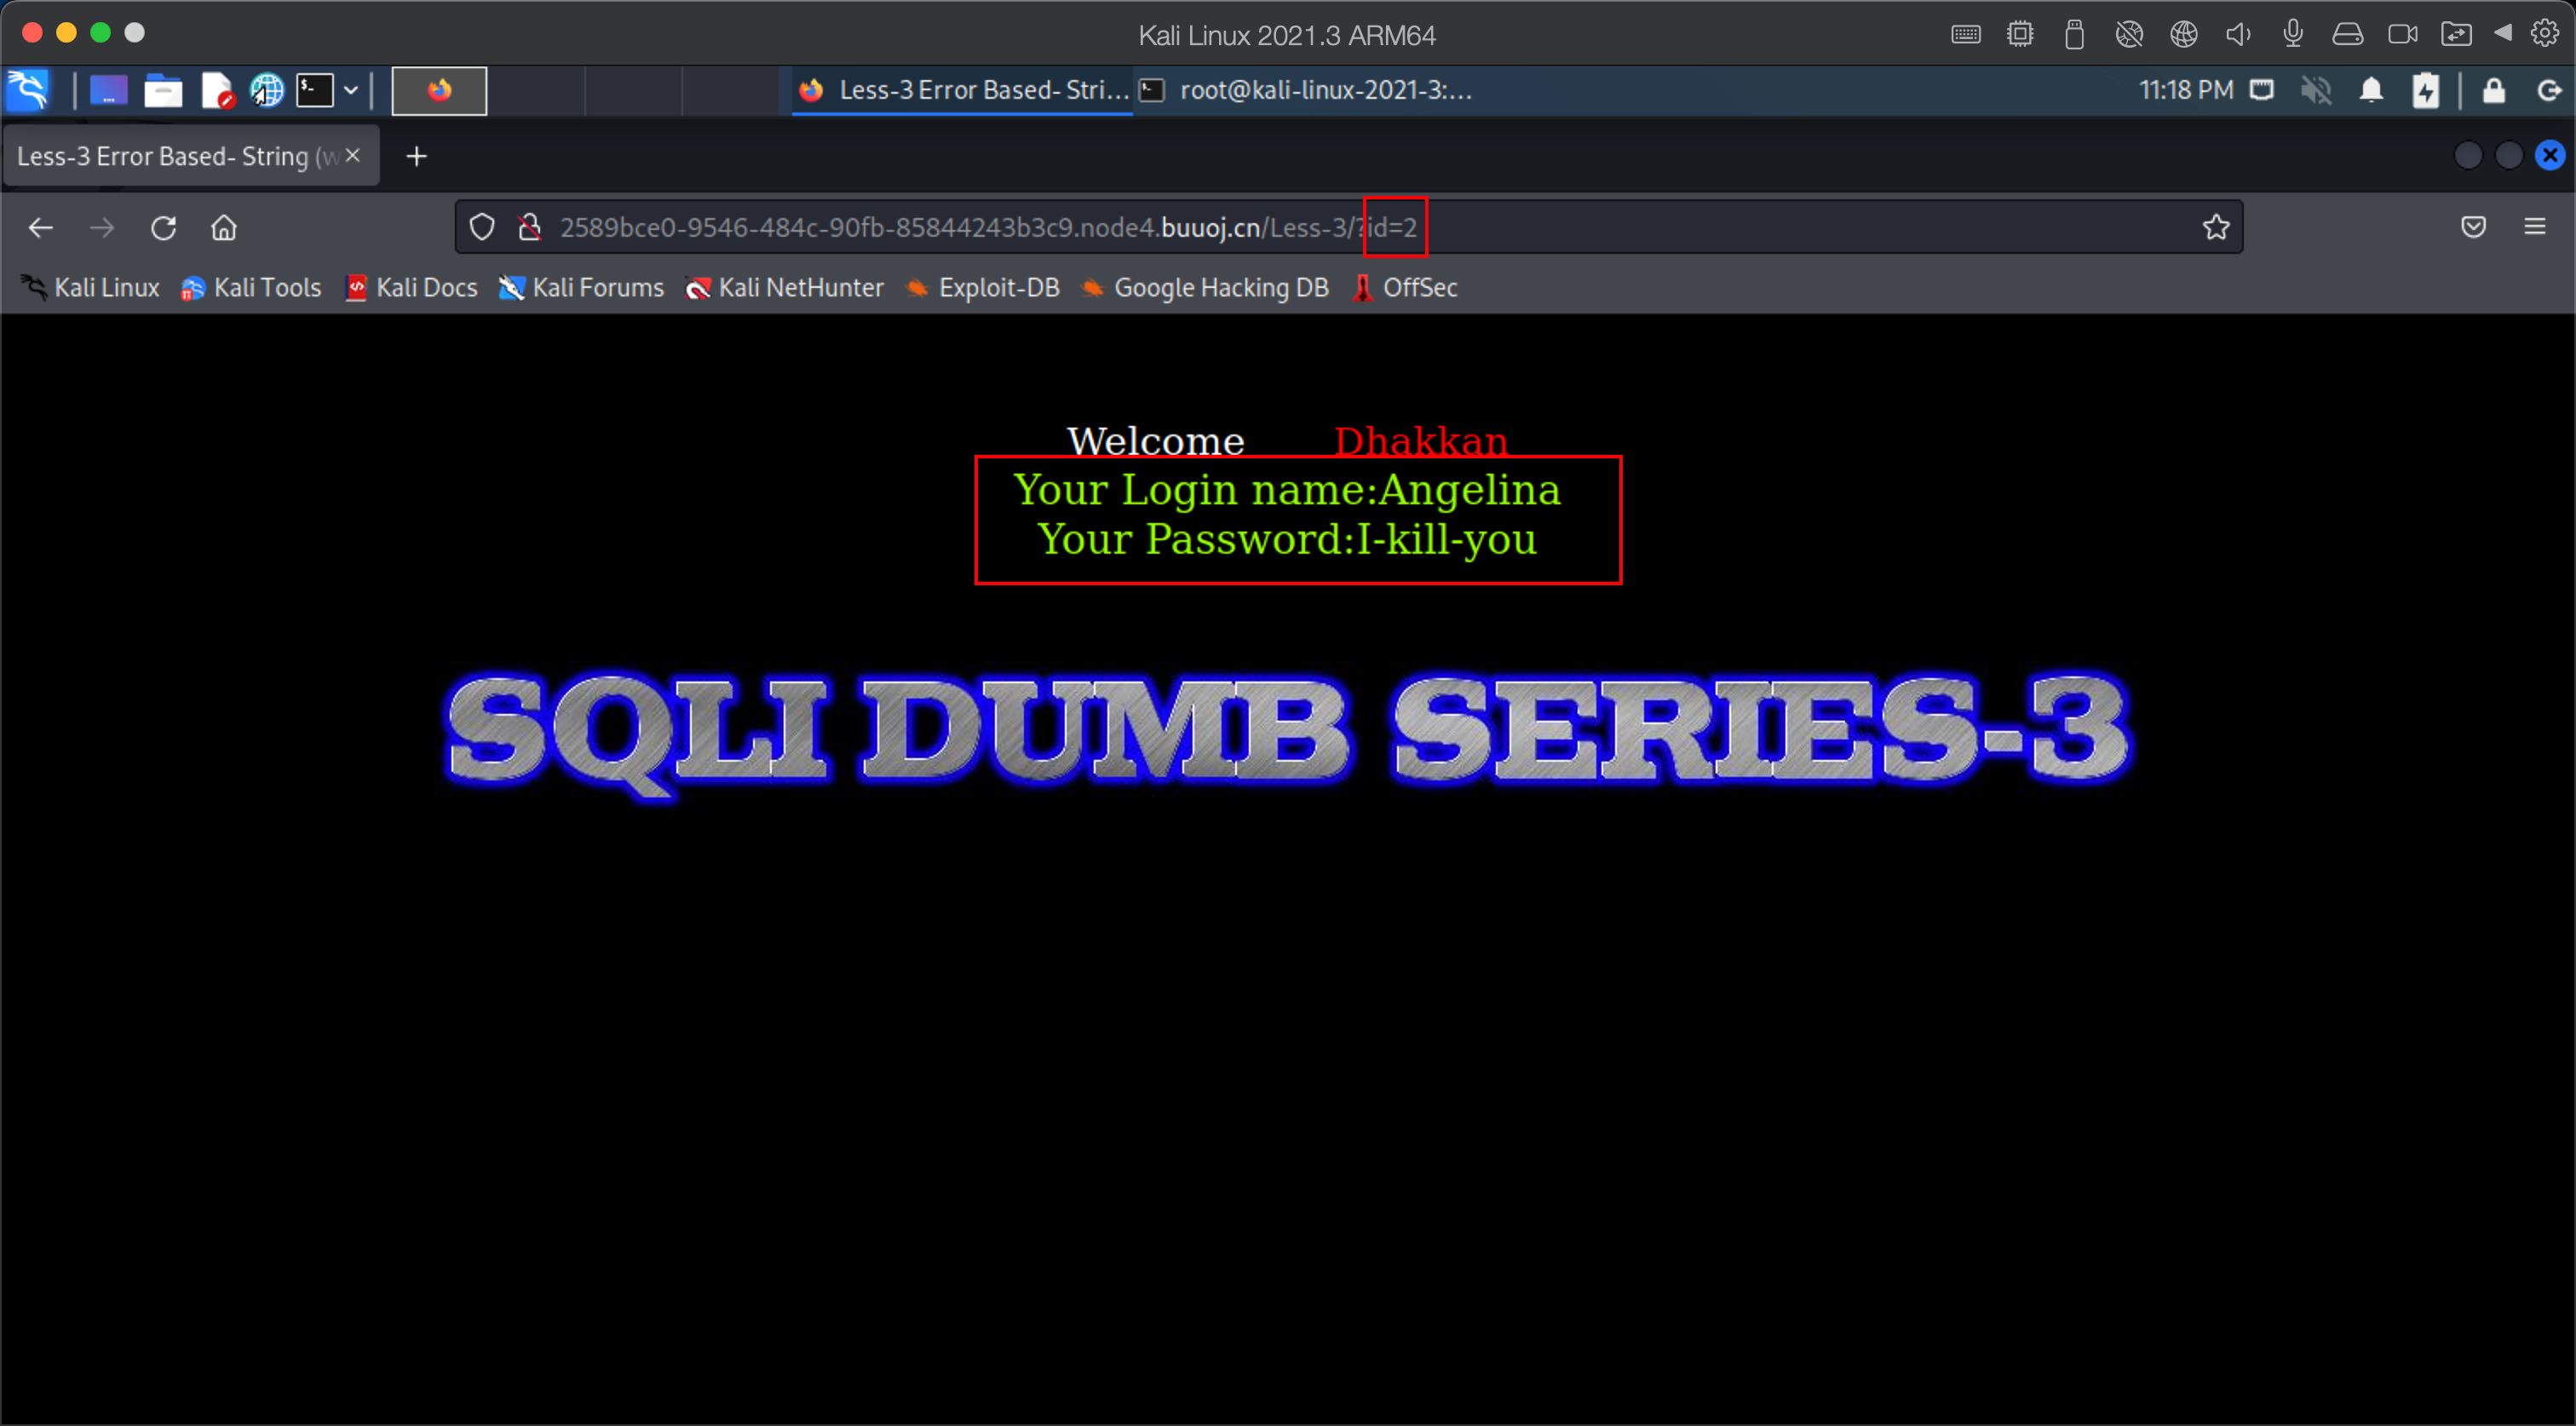 Kali Linux 2021.3 ARM64
Less-3 Error Based- Stri... root@kali-linux-2021-3:... 11:18 PM
Less-3 Error Based- String (w
2589bce0-9546-484c-90fb-85844243b3c9.node4.buuoj.cn/Less-3/?id=2
Kali Linux Kali Tools Kali Docs Kali Forums Kali NetHunter Exploit-DB Google Hacking DB OffSec
Welcome Dhakkan
Your Login name:Angelina
Your Password:I-kill-you
SQLI DUMB SERIES-3